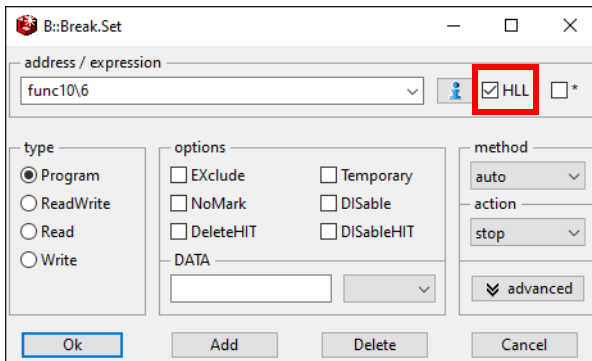 B::Break.Set
address / expression
func10\6
HLL
*
type
Program
ReadWrite
Read
Write
options
EXclude
Temporary
NoMark
DISable
DeleteHIT
DISableHIT
DATA
method
auto
action
stop
advanced
Ok
Add
Delete
Cancel